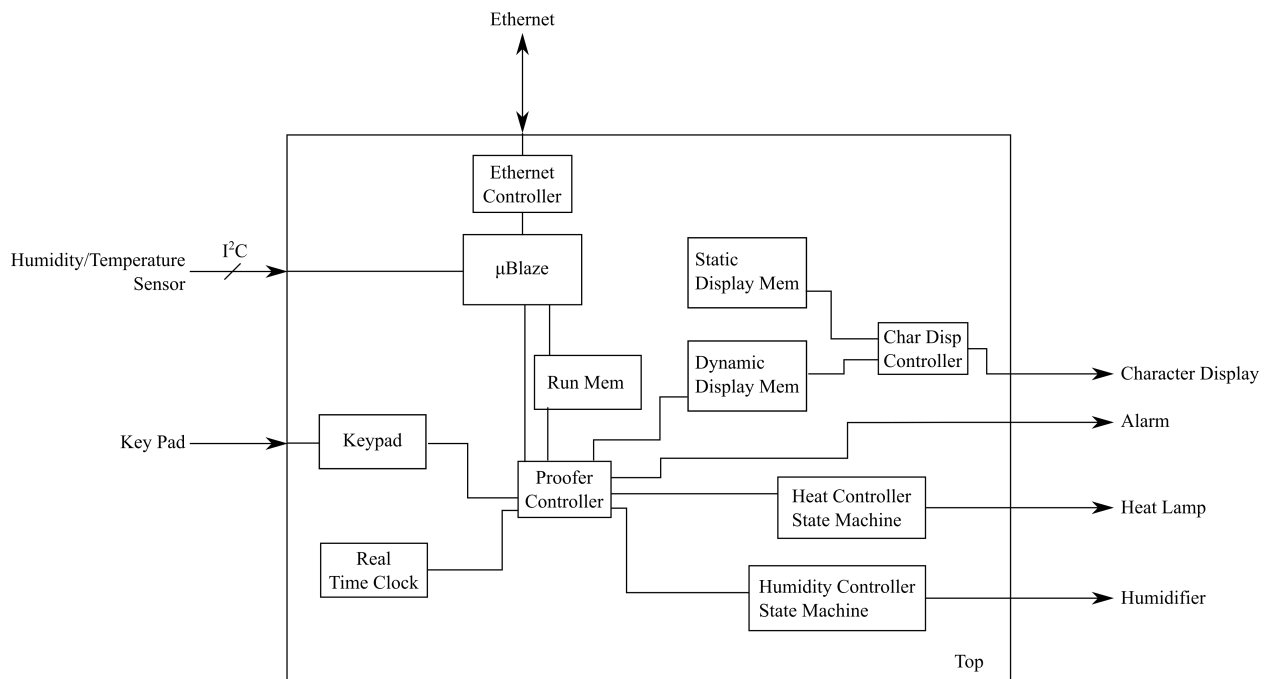 Ethernet
Ethernet
Controller
I²C
Humidity/Temperature
Sensor
μBlaze
Static
Display Mem
Char Disp
Controller
Dynamic
Display Mem
Run Mem
Character Display
Alarm
Key Pad
Keypad
Proofer
Controller
Heat Controller
State Machine
Heat Lamp
Real
Time Clock
Humidity Controller
State Machine
Humidifier
Top